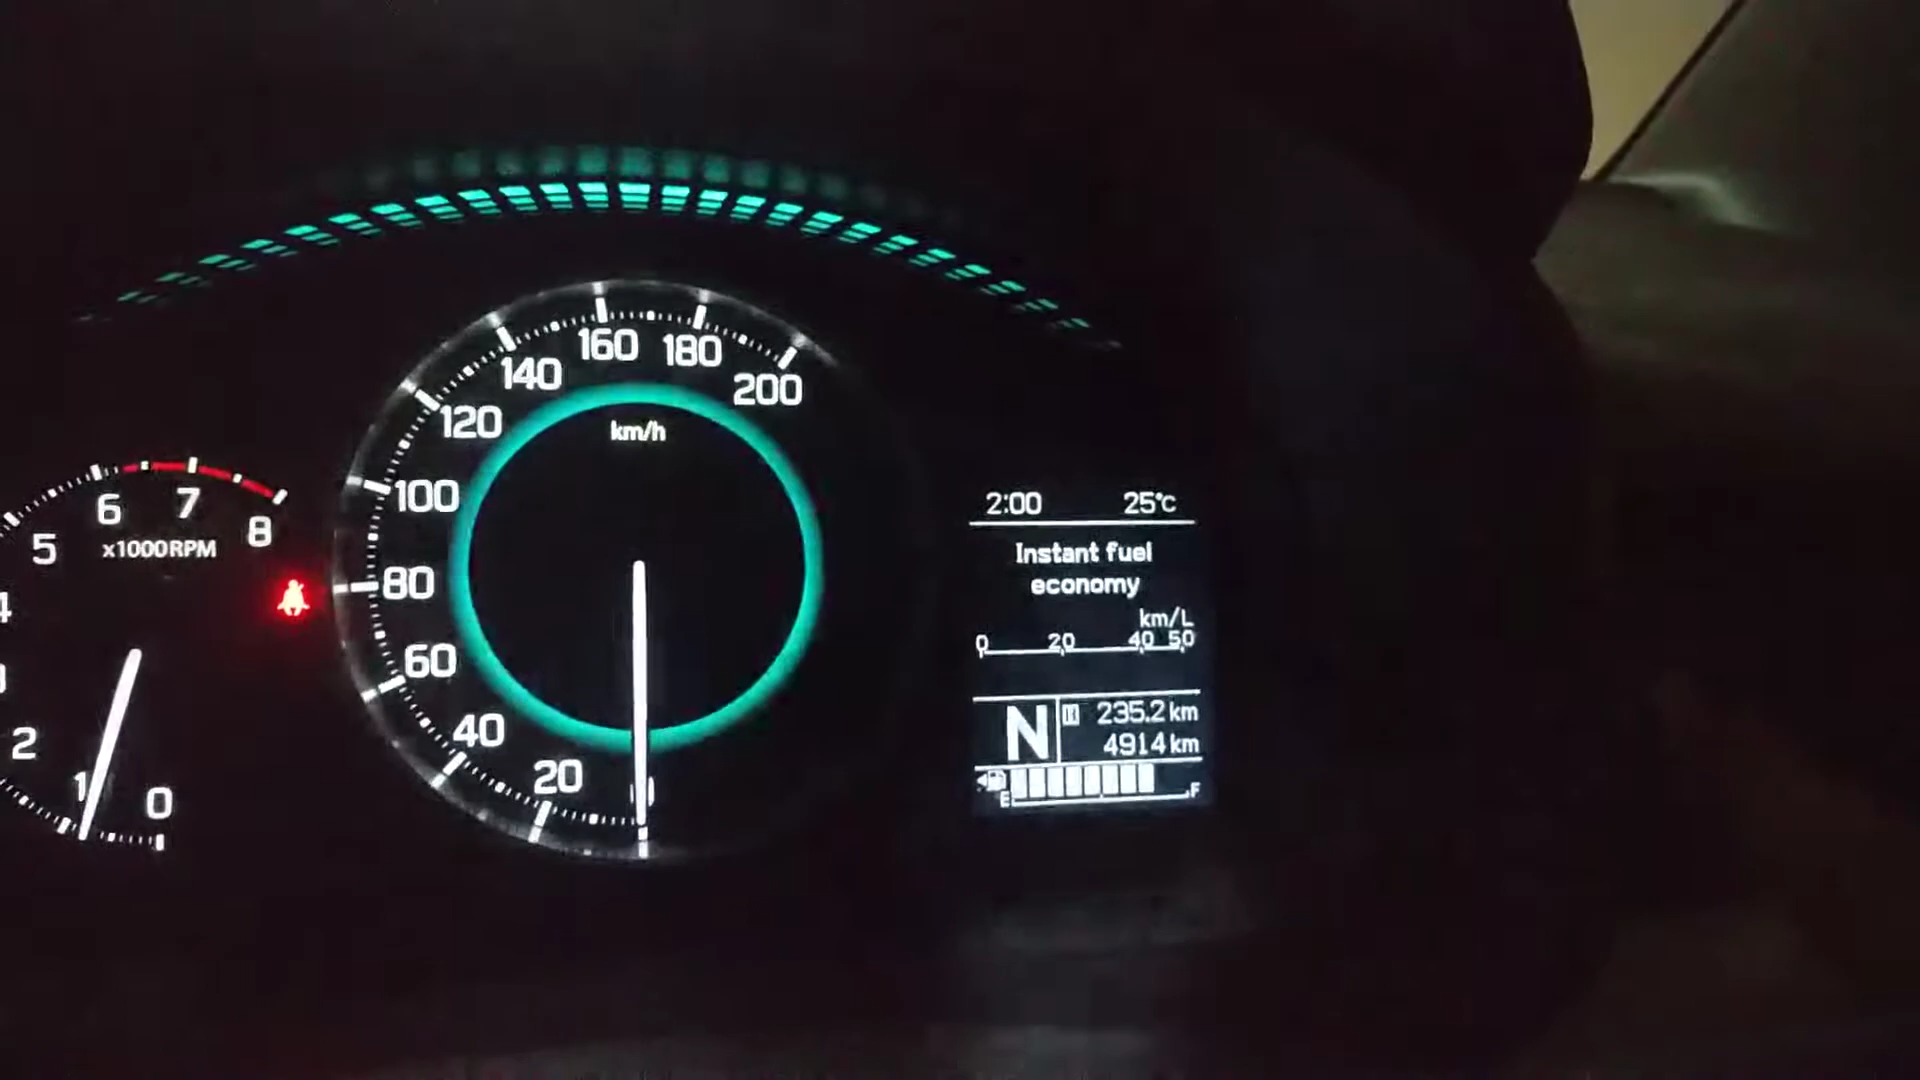 km/h
200
180
160
140
120
100
80
60
40
20
8
7
6
5
4
2
1
0
x1000RPM
2:00 25°C
Instant fuel
economy
km/L
0 20 40 50
N 235.2 km
4914 km
E F